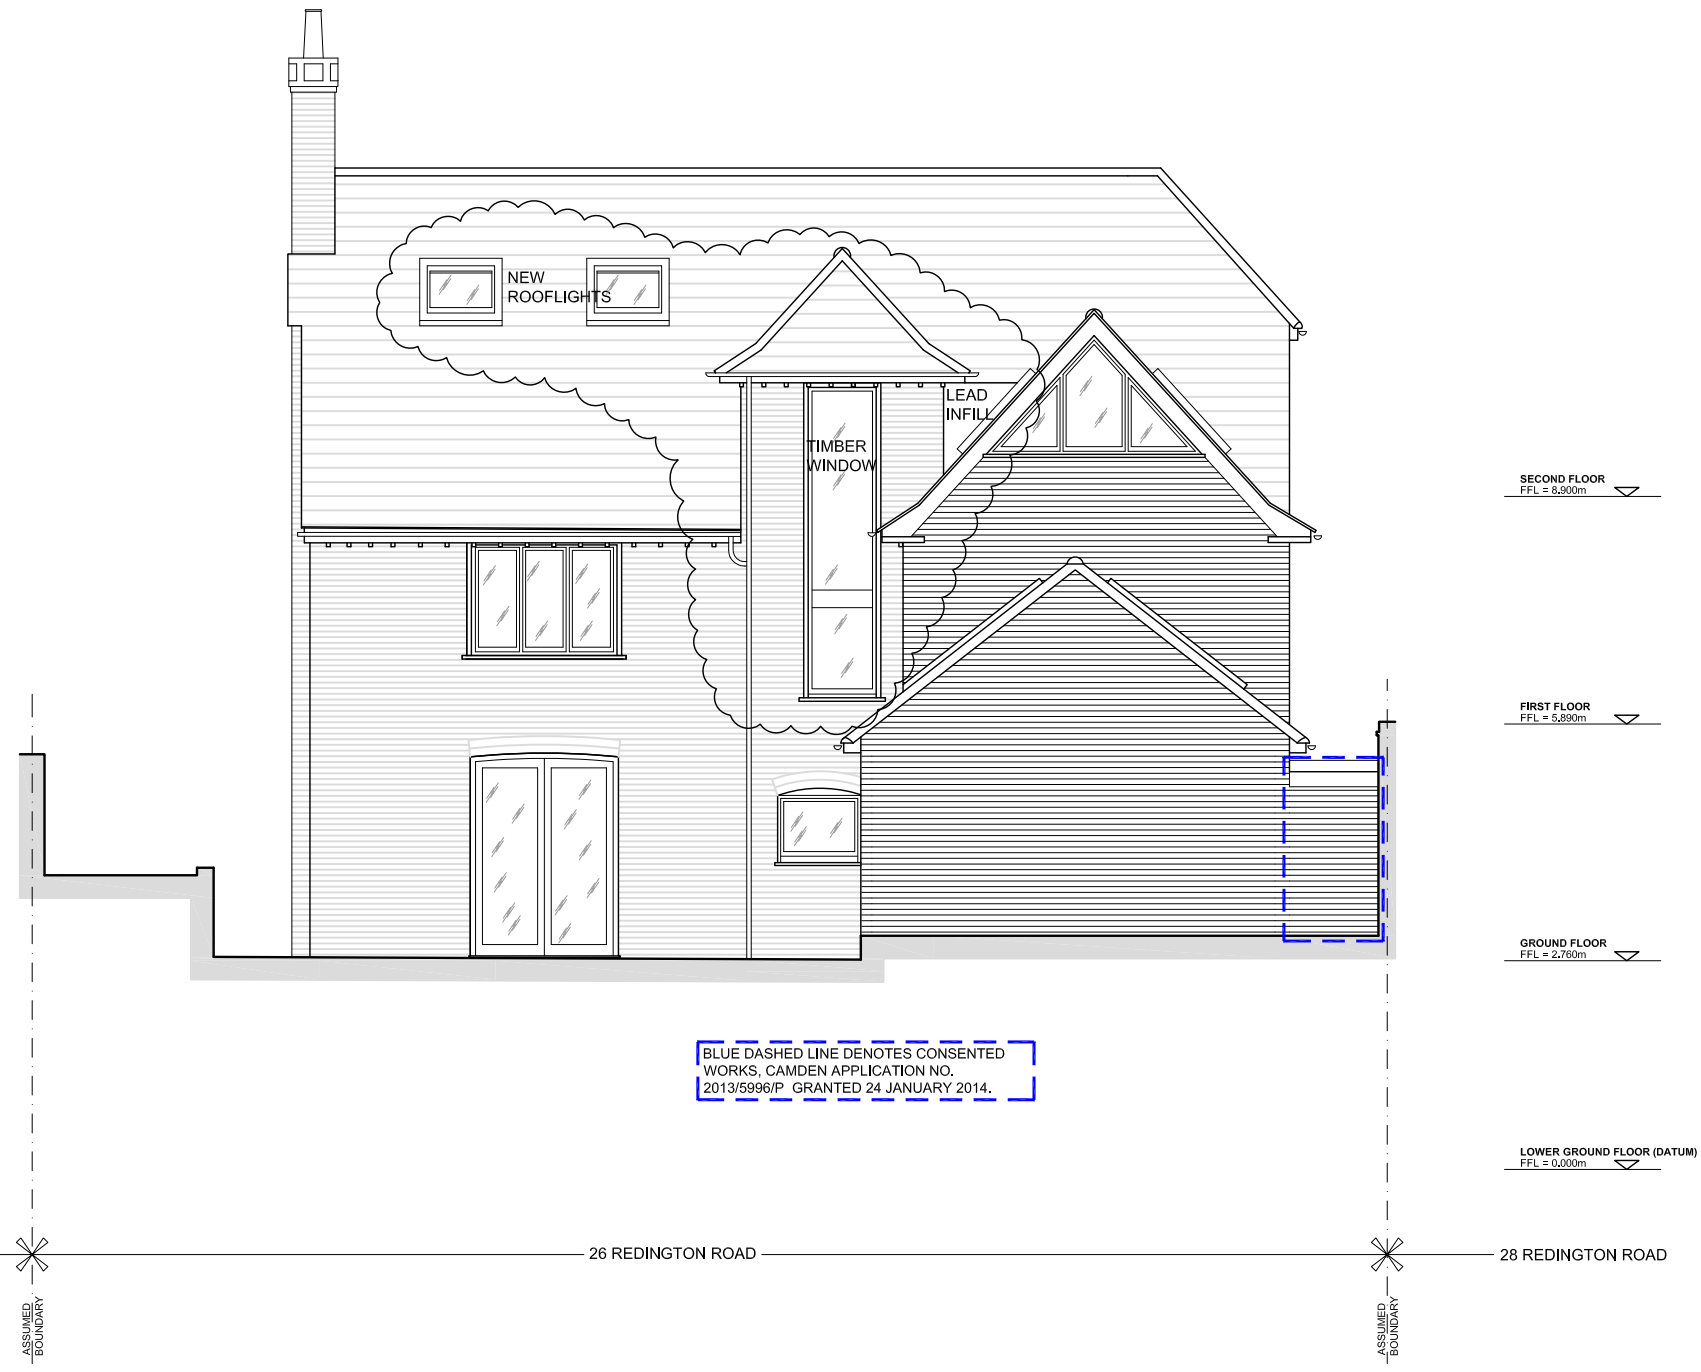 NEW
ROOFLIGHTS
LEAD
INFILL
TIMBER
WINDOW
SECOND FLOOR
FFL = 8.900m
FIRST FLOOR
FFL = 5.890m
GROUND FLOOR
FFL = 2.760m
BLUE DASHED LINE DENOTES CONSENTED
WORKS, CAMDEN APPLICATION NO.
2013/5996/P GRANTED 24 JANUARY 2014.
LOWER GROUND FLOOR (DATUM)
FFL = 0.000m
26 REDINGTON ROAD
28 REDINGTON ROAD
ASSUMED
BOUNDARY
ASSUMED
BOUNDARY